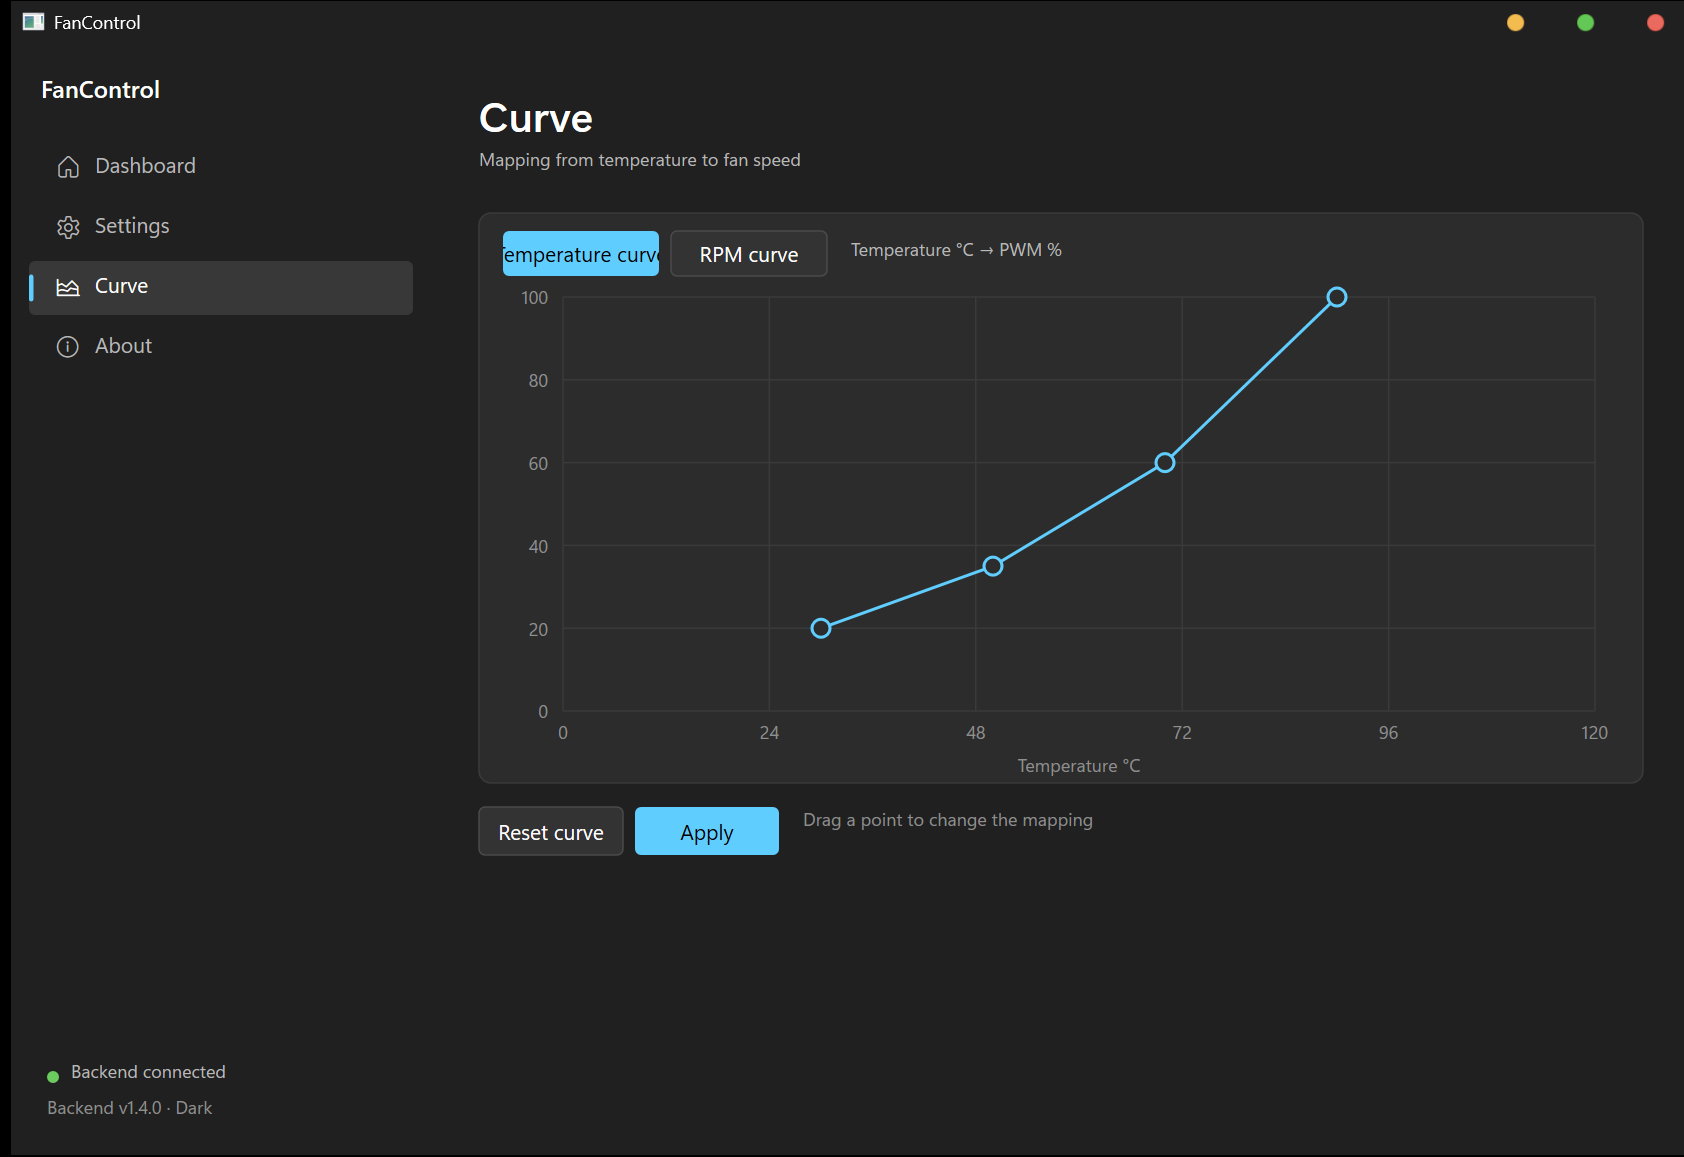 FanControl
FanControl
Dashboard
Settings
Curve
About
Curve
Mapping from temperature to fan speed
emperature curv
RPM curve
Temperature °C → PWM %
100
80
60
40
20
0
0 24 48 72 96 120
Temperature °C
Reset curve
Apply
Drag a point to change the mapping
Backend connected
Backend v1.4.0 · Dark